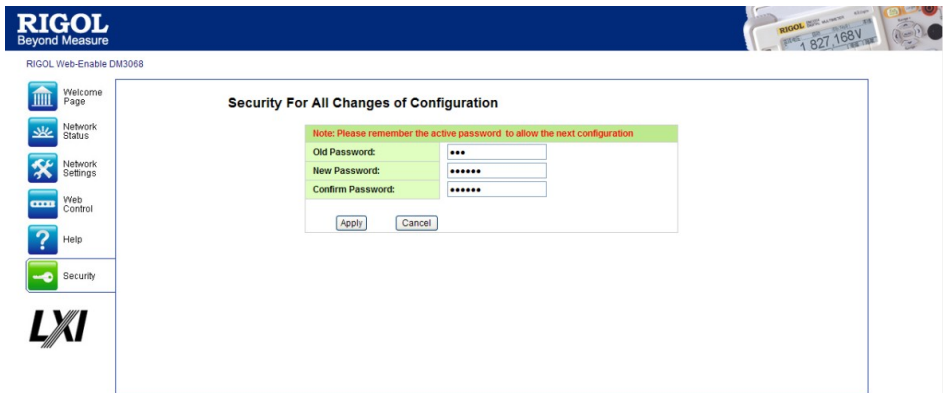 RIGOL
Beyond Measure
RIGOL
1.827,168V
RIGOL Web-Enable DM3068
Welcome
Page
Network
Status
Network
Settings
Web
Control
Help
Security
LXI
Security For All Changes of Configuration
Note: Please remember the active password to allow the next configuration
Old Password: •••
New Password: ••••••
Confirm Password: ••••••
Apply Cancel